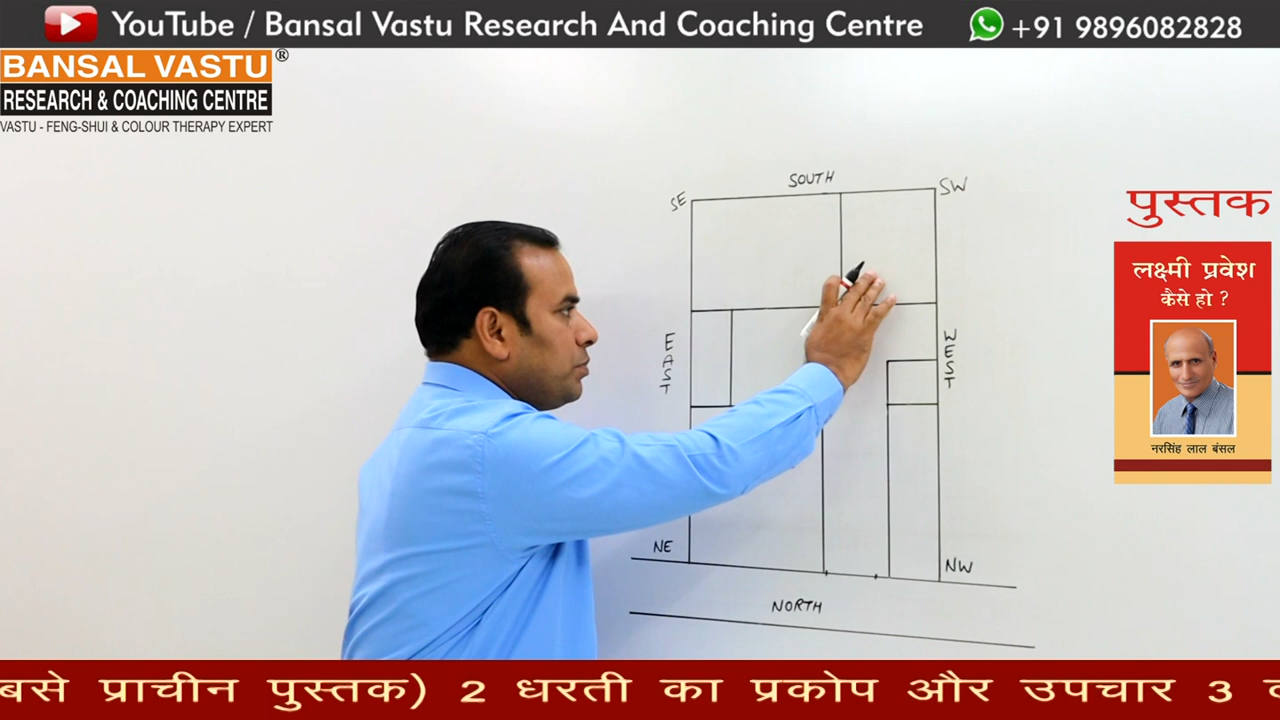 YouTube / Bansal Vastu Research And Coaching Centre
+91 9896082828
BANSAL VASTU ®
RESEARCH & COACHING CENTRE
VASTU - FENG-SHUI & COLOUR THERAPY EXPERT
SOUTH
SE
SW
EAST
WEST
NE
NW
NORTH
पुस्तक
लक्ष्मी प्रवेश
कैसे हो ?
नरसिंह लाल बंसल
बसे प्राचीन पुस्तक) 2 धरती का प्रकोप और उपचार 3